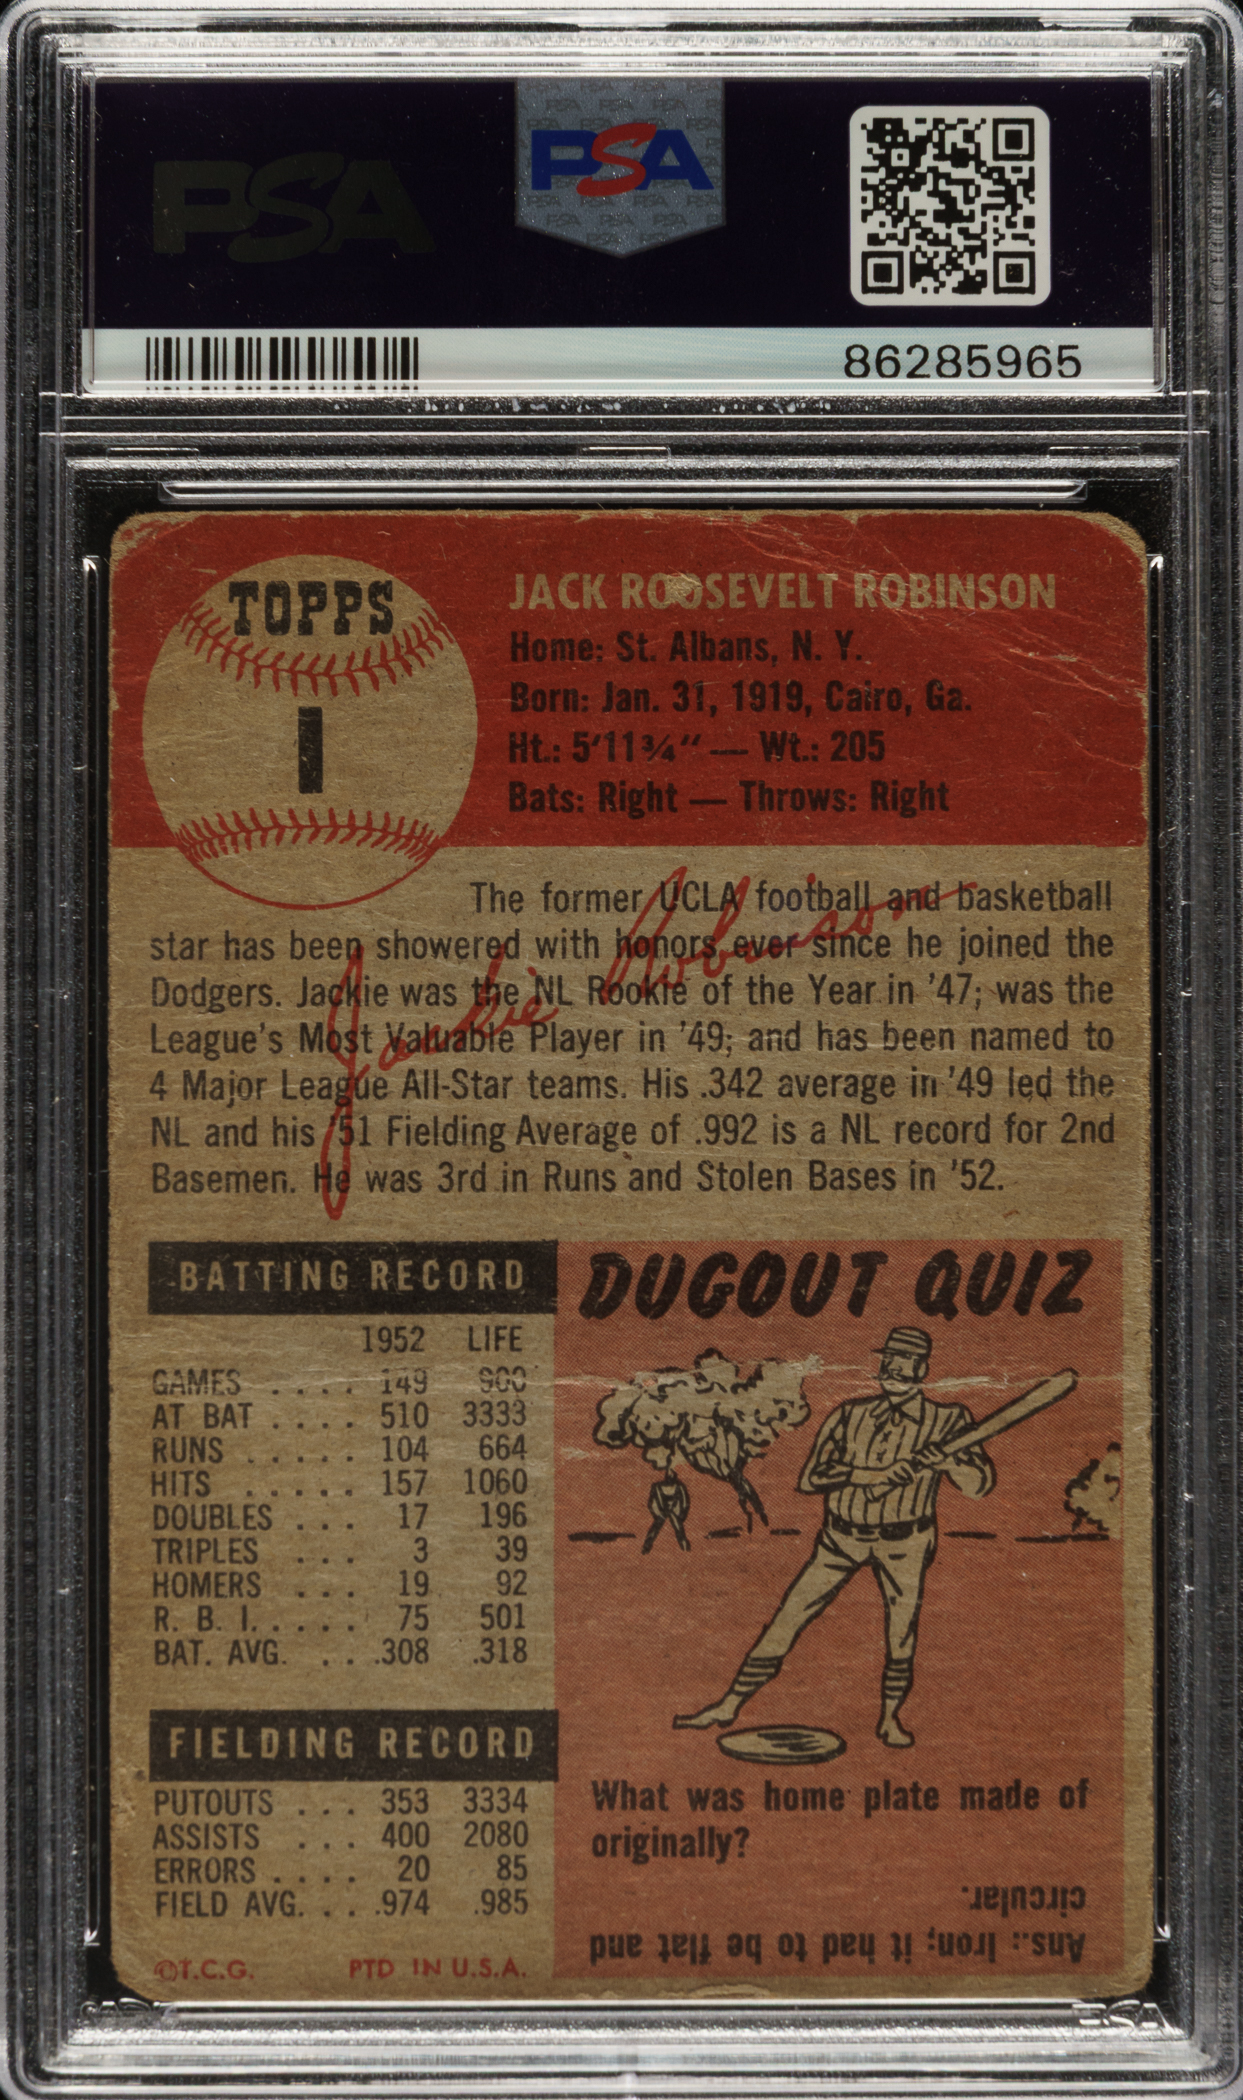 PSA
PSA
86285965
TOPPS
1
JACK ROOSEVELT ROBINSON
Home: St. Albans, N. Y.
Born: Jan. 31, 1919, Cairo, Ga.
Ht.: 5'11¾" — Wt.: 205
Bats: Right — Throws: Right
The former UCLA football and basketball
star has been showered with honors ever since he joined the
Dodgers. Jackie was the NL Rookie of the Year in '47; was the
League's Most Valuable Player in '49; and has been named to
4 Major League All-Star teams. His .342 average in '49 led the
NL and his '51 Fielding Average of .992 is a NL record for 2nd
Basemen. He was 3rd in Runs and Stolen Bases in '52.
Jackie Robinson
BATTING RECORD
1952 LIFE
GAMES .... 149 900
AT BAT .... 510 3333
RUNS ..... 104 664
HITS ..... 157 1060
DOUBLES ... 17 196
TRIPLES ... 3 39
HOMERS ... 19 92
R. B. I. .... 75 501
BAT. AVG. ... .308 .318
FIELDING RECORD
PUTOUTS ... 353 3334
ASSISTS ... 400 2080
ERRORS .... 20 85
FIELD AVG. ... .974 .985
©T.C.G. PTD IN U.S.A.
DUGOUT QUIZ
What was home plate made of
originally?
Ans.: Iron; it had to be flat and
circular.